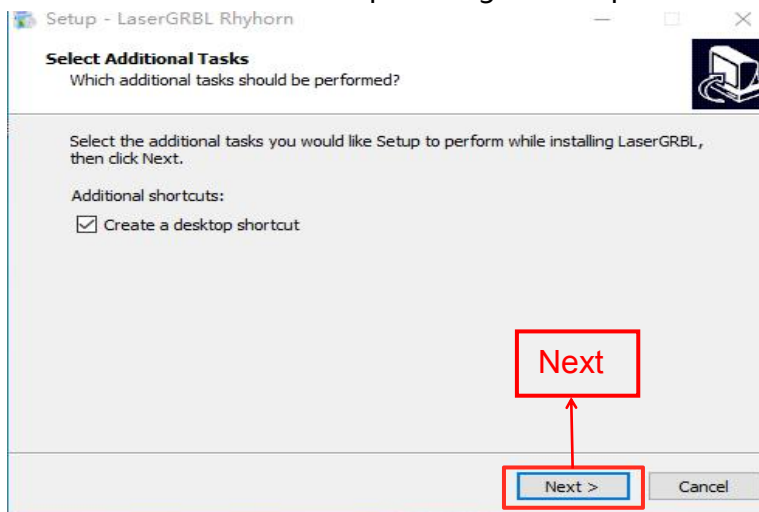 Setup - LaserGRBL Rhyhorn
Select Additional Tasks
Which additional tasks should be performed?
Select the additional tasks you would like Setup to perform while installing LaserGRBL,
then click Next.
Additional shortcuts:
Create a desktop shortcut
Next
Next >
Cancel